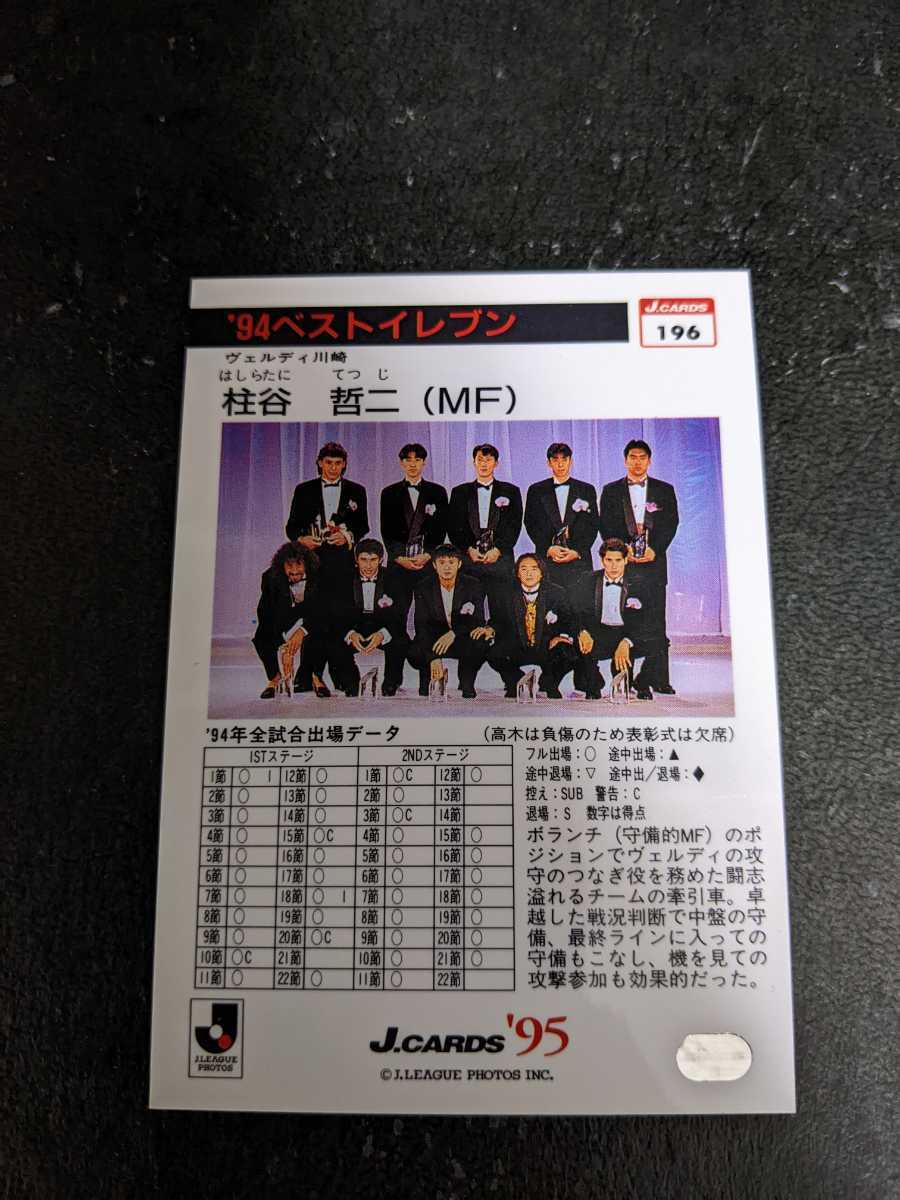 '94ベストイレブン
J.CARDS
196
ヴェルディ川崎
はしらたに てつ じ
柱谷 哲二(MF)
'94年全試合出場データ (高木は負傷のため表彰式は欠席)
1STステージ 2NDステージ
1節 ○ 1 12節 ○ 1節 ○C 12節 ○
2節 ○ 13節 ○ 2節 ○ 13節
3節 ○ 14節 ○ 3節 ○C 14節
4節 ○ 15節 ○C 4節 ○ 15節 ○
5節 ○ 16節 ○ 5節 ○ 16節 ○
6節 ○ 17節 ○ 6節 ○ 17節 ○
7節 ○ 18節 ○ 1 7節 ○ 18節 ○
8節 ○ 19節 ○ 8節 ○ 19節 ○
9節 ○ 20節 ○C 9節 ○ 20節 ○
10節 ○C 21節 10節 ○ 21節 ○
11節 ○ 22節 ○ 11節 ○ 22節
フル出場:○ 途中出場:▲
途中退場:▽ 途中出/退場:◆
控え:SUB 警告:C
退場:S 数字は得点
ボランチ(守備的MF)のポ
ジションでヴェルディの攻
守のつなぎ役を務めた闘志
溢れるチームの牽引車。卓
越した戦況判断で中盤の守
備、最終ラインに入っての
守備もこなし、機を見ての
攻撃参加も効果的だった。
J.LEAGUE
PHOTOS
J.CARDS '95
©J.LEAGUE PHOTOS INC.